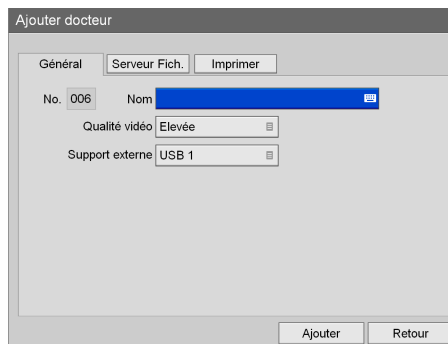 Ajouter docteur
Général Serveur Fich. Imprimer
No. 006 Nom
Qualité vidéo Elevée
Support externe USB 1
Ajouter Retour